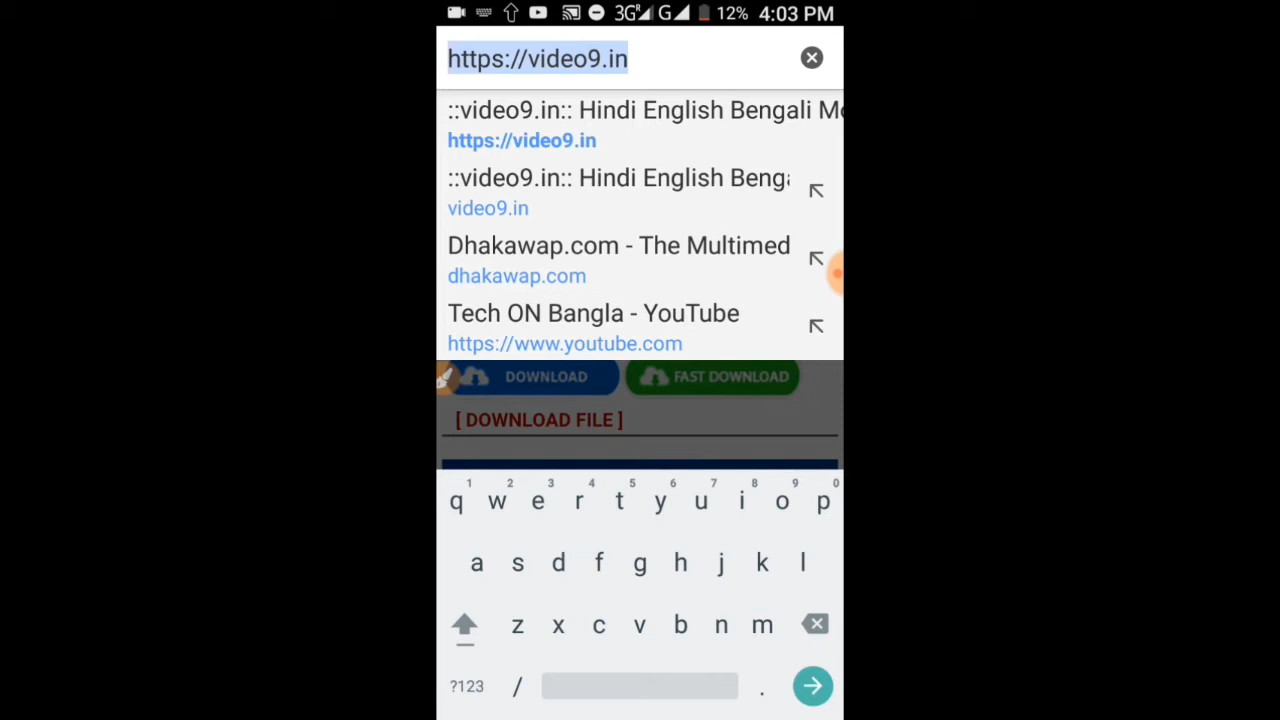 3G R G 12% 4:03 PM
https://video9.in
::video9.in:: Hindi English Bengali Mo
https://video9.in
::video9.in:: Hindi English Beng
video9.in
Dhakawap.com - The Multimed
dhakawap.com
Tech ON Bangla - YouTube
https://www.youtube.com
DOWNLOAD FAST DOWNLOAD
[ DOWNLOAD FILE ]
1 2 3 4 5 6 7 8 9 0
q w e r t y u i o p
a s d f g h j k l
z x c v b n m
?123 / .